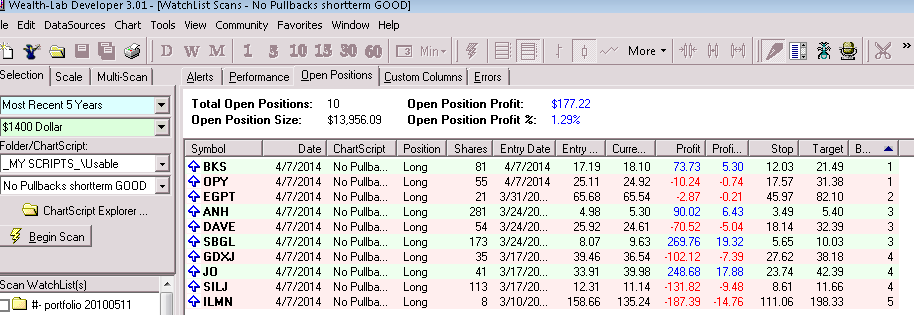 Wealth-Lab Developer 3.01 - [WatchList Scans - No Pullbacks shortterm GOOD]
le Edit DataSources Chart Tools View Community Favorites Window Help
D W M 1 3 10 15 30 60 Min More »
Selection Scale Multi-Scan Alerts Performance Open Positions Custom Columns Errors
Most Recent 5 Years
$1400 Dollar
Folder/ChartScript:
_MY SCRIPTS_\Usable
No Pullbacks shortterm GOOD
ChartScript Explorer ...
Begin Scan
Scan WatchList(s)
#- portfolio 20100511
Total Open Positions: 10 Open Position Profit: $177.22
Open Position Size: $13,956.09 Open Position Profit %: 1.29%
Symbol Date ChartScript Position Shares Entry Date Entry ... Curre... Profit Profi... Stop Target B...
BKS 4/7/2014 No Pullba... Long 81 4/7/2014 17.19 18.10 73.73 5.30 12.03 21.49 1
OPY 4/7/2014 No Pullba... Long 55 4/7/2014 25.11 24.92 -10.24 -0.74 17.57 31.38 1
EGPT 4/7/2014 No Pullba... Long 21 3/31/20... 65.68 65.54 -2.87 -0.21 45.97 82.10 2
ANH 4/7/2014 No Pullba... Long 281 3/24/20... 4.98 5.30 90.02 6.43 3.49 5.40 3
DAVE 4/7/2014 No Pullba... Long 54 3/24/20... 25.92 24.61 -70.52 -5.04 18.14 32.39 3
SBGL 4/7/2014 No Pullba... Long 173 3/24/20... 8.07 9.63 269.76 19.32 5.65 10.03 3
GDXJ 4/7/2014 No Pullba... Long 35 3/17/20... 39.46 36.54 -102.12 -7.39 27.62 38.18 4
JO 4/7/2014 No Pullba... Long 41 3/17/20... 33.91 39.98 248.68 17.88 23.74 42.39 4
SILJ 4/7/2014 No Pullba... Long 113 3/17/20... 12.31 11.14 -131.82 -9.48 8.61 11.66 4
ILMN 4/7/2014 No Pullba... Long 8 3/10/20... 158.66 135.24 -187.39 -14.76 111.06 198.33 5